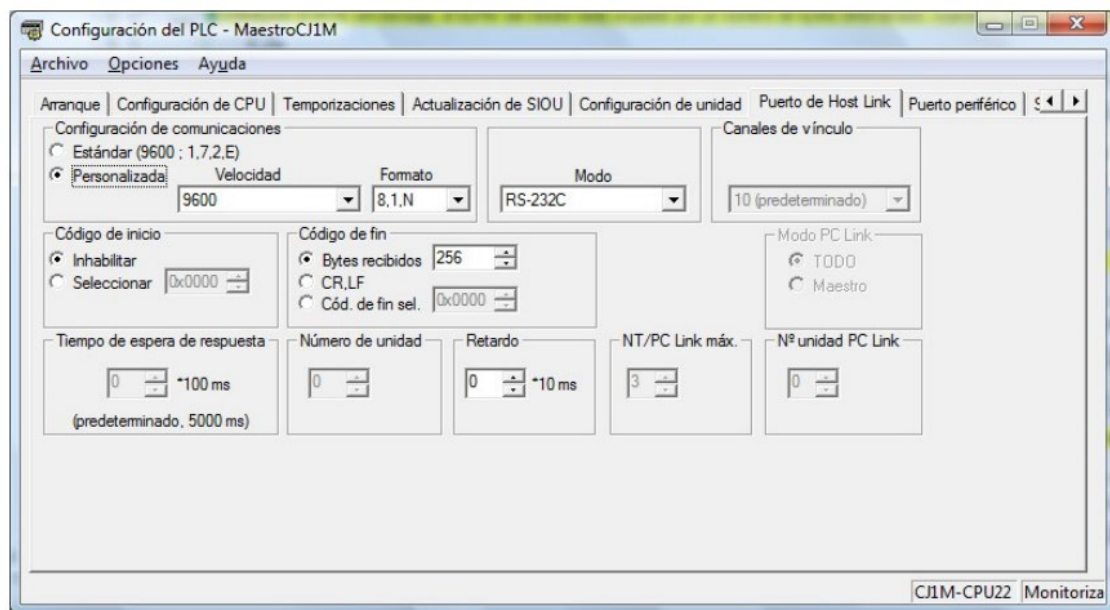 Configuración del PLC - MaestroCJ1M
Archivo Opciones Ayuda
Arranque Configuración de CPU Temporizaciones Actualización de SIOU Configuración de unidad Puerto de Host Link Puerto periférico
Configuración de comunicaciones
Estándar (9600 ; 1,7,2,E)
Personalizada
Velocidad
9600
Formato
8,1,N
Modo
RS-232C
Canales de vínculo
10 (predeterminado)
Código de inicio
Inhabilitar
Seleccionar 0x0000
Código de fin
Bytes recibidos 256
CR,LF
Cód. de fin sel. 0x0000
Modo PC Link
TODO
Maestro
Tiempo de espera de respuesta
0 *100 ms
(predeterminado, 5000 ms)
Número de unidad
0
Retardo
0 *10 ms
NT/PC Link máx.
3
Nº unidad PC Link
0
CJ1M-CPU22 Monitoriza